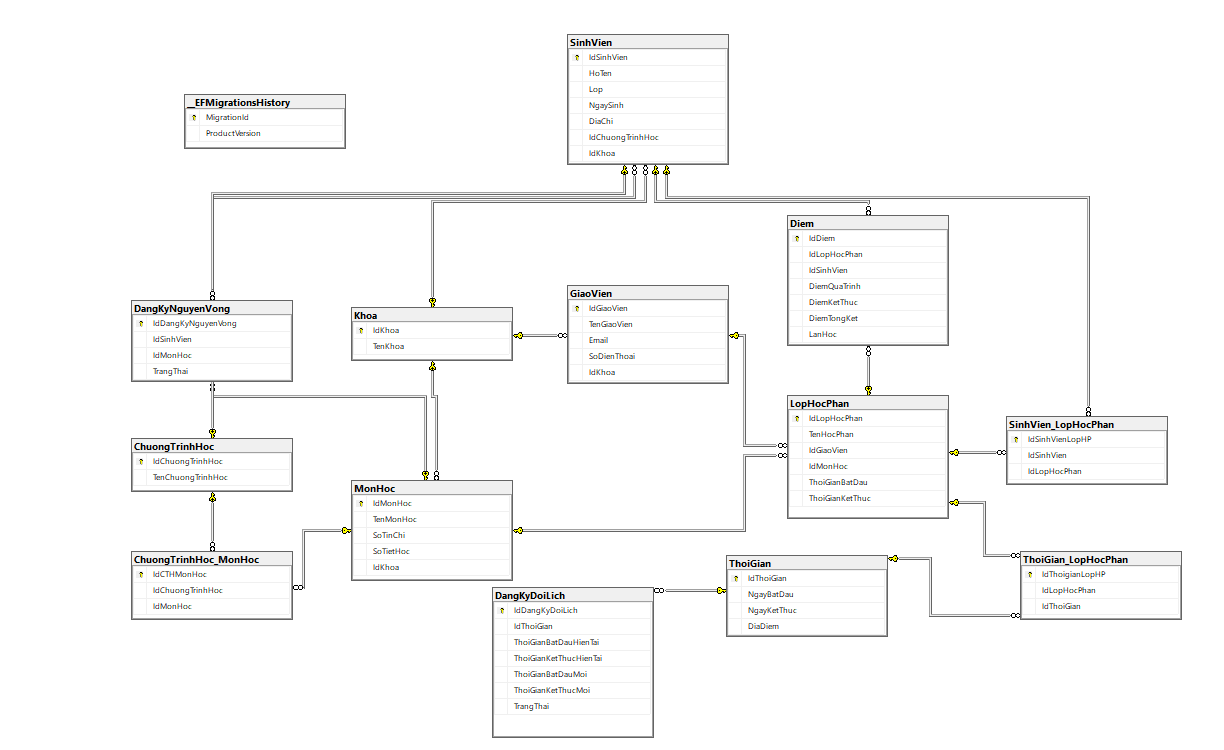 SinhVien
IdSinhVien
HoTen
Lop
NgaySinh
DiaChi
IdChuongTrinhHoc
IdKhoa
__EFMigrationsHistory
MigrationId
ProductVersion
Diem
IdDiem
IdLopHocPhan
IdSinhVien
DiemQuaTrinh
DiemKetThuc
DiemTongKet
LanHoc
DangKyNguyenVong
IdDangKyNguyenVong
IdSinhVien
IdMonHoc
TrangThai
Khoa
IdKhoa
TenKhoa
GiaoVien
IdGiaoVien
TenGiaoVien
Email
SoDienThoai
IdKhoa
LopHocPhan
IdLopHocPhan
TenHocPhan
IdGiaoVien
IdMonHoc
ThoiGianBatDau
ThoiGianKetThuc
SinhVien_LopHocPhan
IdSinhVienLopHP
IdSinhVien
IdLopHocPhan
ChuongTrinhHoc
IdChuongTrinhHoc
TenChuongTrinhHoc
MonHoc
IdMonHoc
TenMonHoc
SoTinChi
SoTietHoc
IdKhoa
ChuongTrinhHoc_MonHoc
IdCTHMonHoc
IdChuongTrinhHoc
IdMonHoc
ThoiGian
IdThoiGian
NgayBatDau
NgayKetThuc
DiaDiem
ThoiGian_LopHocPhan
IdThoigianLopHP
IdLopHocPhan
IdThoiGian
DangKyDoiLich
IdDangKyDoiLich
IdThoiGian
ThoiGianBatDauHienTai
ThoiGianKetThucHienTai
ThoiGianBatDauMoi
ThoiGianKetThucMoi
TrangThai